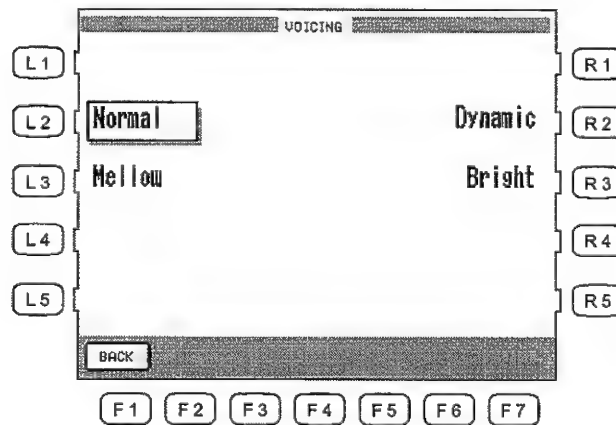 VOICING
L1 R1
L2 Normal Dynamic R2
L3 Mellow Bright R3
L4 R4
L5 R5
BACK
F1 F2 F3 F4 F5 F6 F7